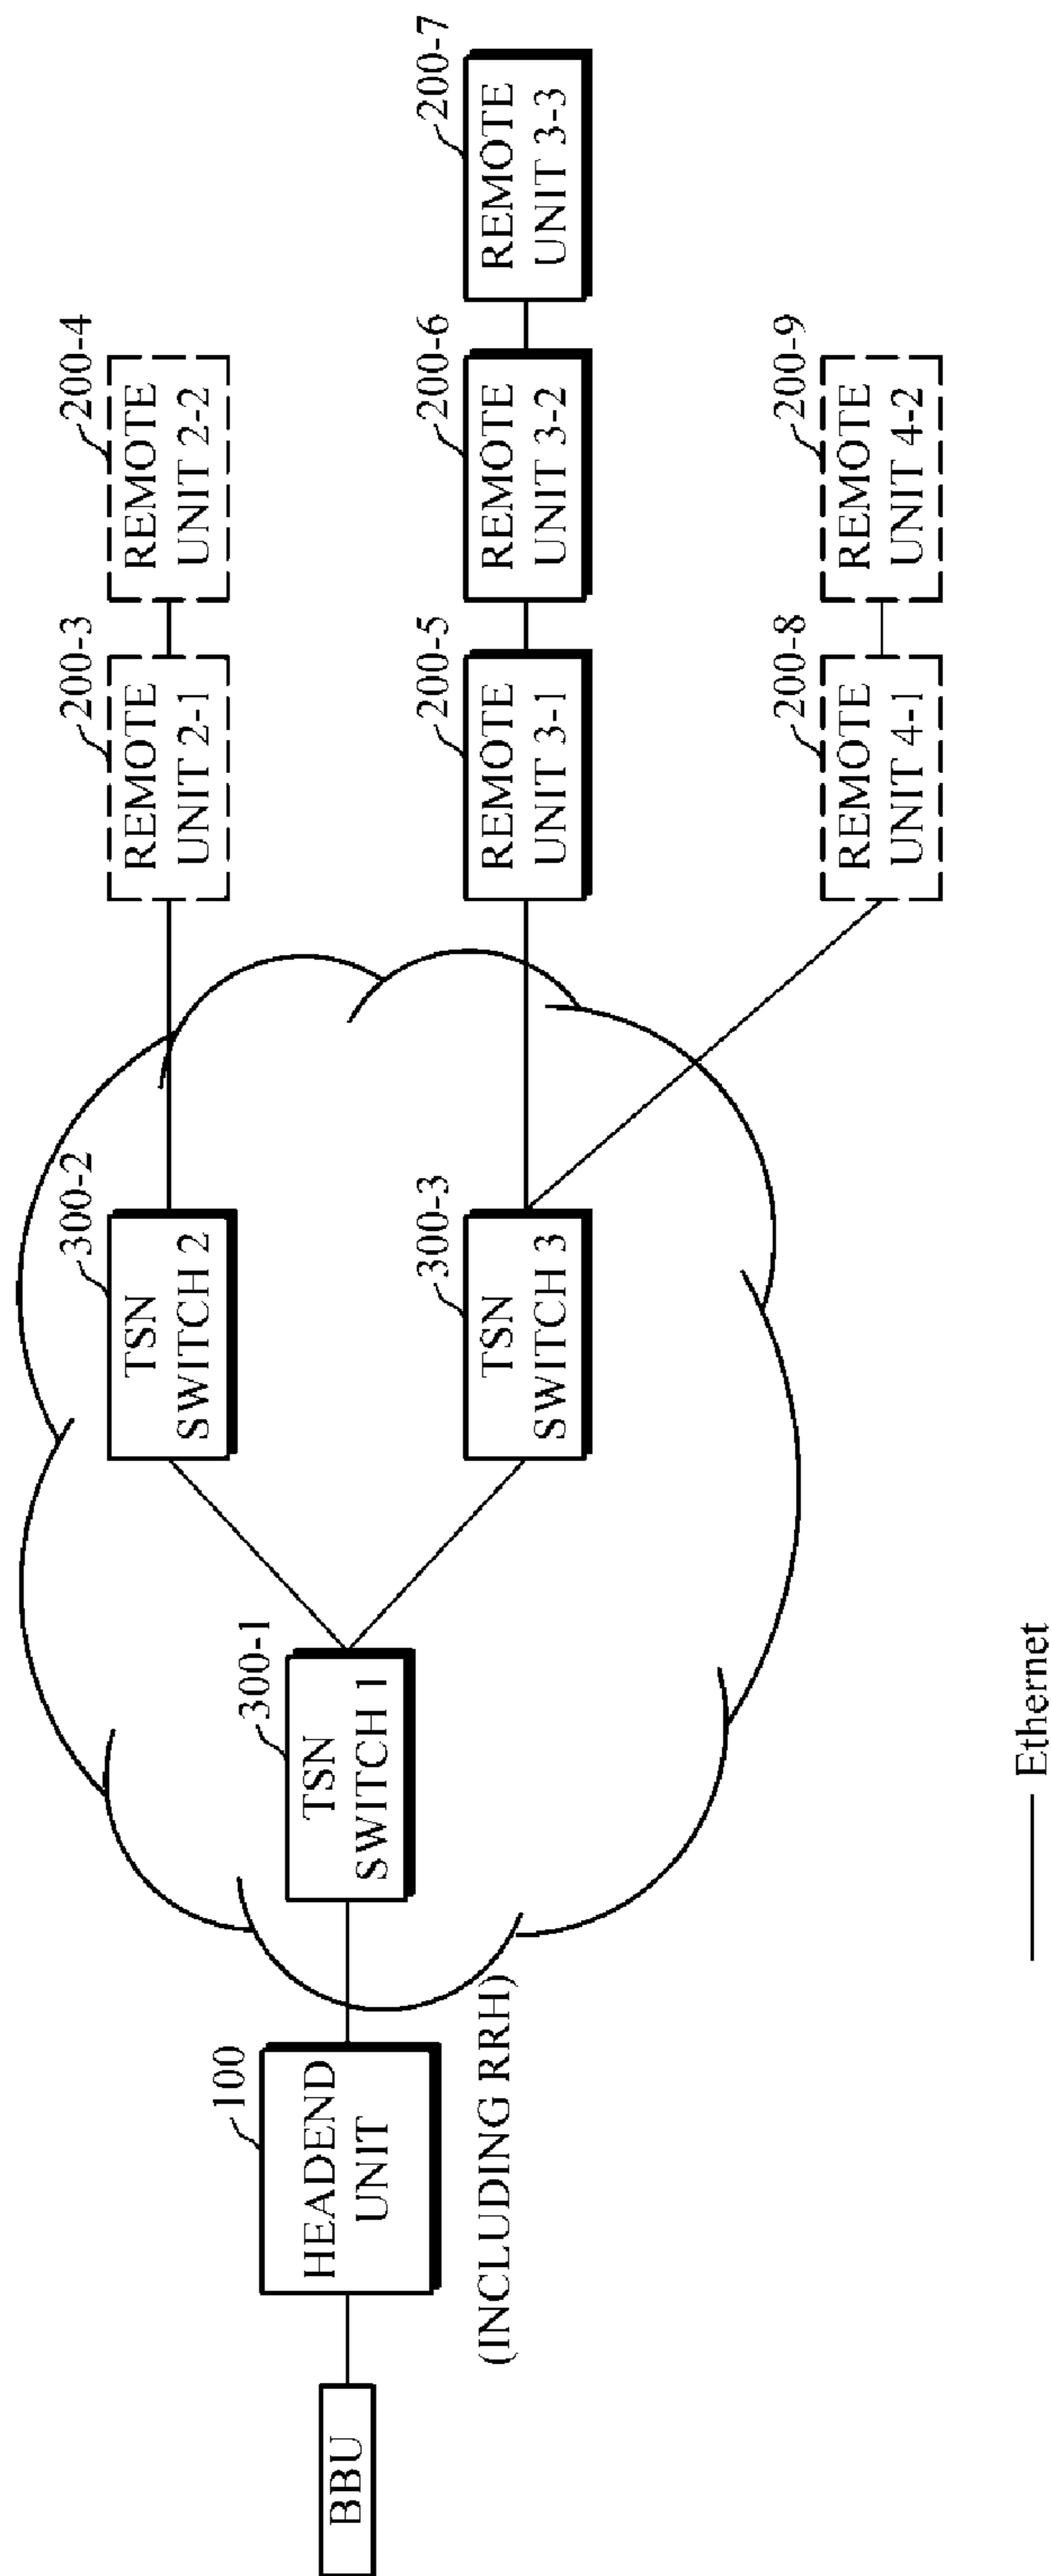 BBU
100
HEADEND
UNIT
(INCLUDING RRH)
300-1
TSN
SWITCH 1
300-2
TSN
SWITCH 2
300-3
TSN
SWITCH 3
200-3
REMOTE
UNIT 2-1
200-4
REMOTE
UNIT 2-2
200-5
REMOTE
UNIT 3-1
200-6
REMOTE
UNIT 3-2
200-7
REMOTE
UNIT 3-3
200-8
REMOTE
UNIT 4-1
200-9
REMOTE
UNIT 4-2
Ethernet